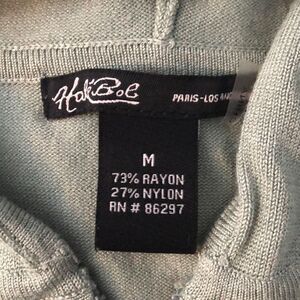 PARIS-LOS
M
73% RAYON
27% NYLON
RN # 86297